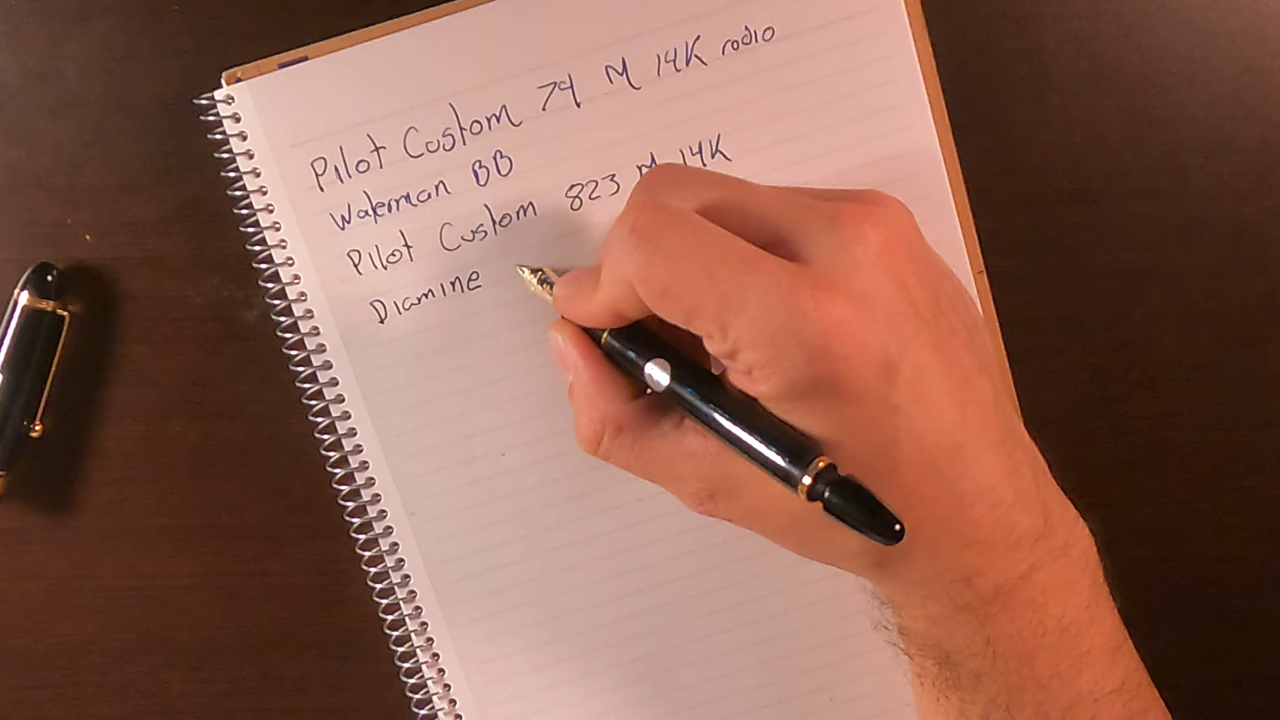 Pilot Custom 74 M 14K rodio
Waterman BB
Pilot Custom 823 M 14K
Diamine